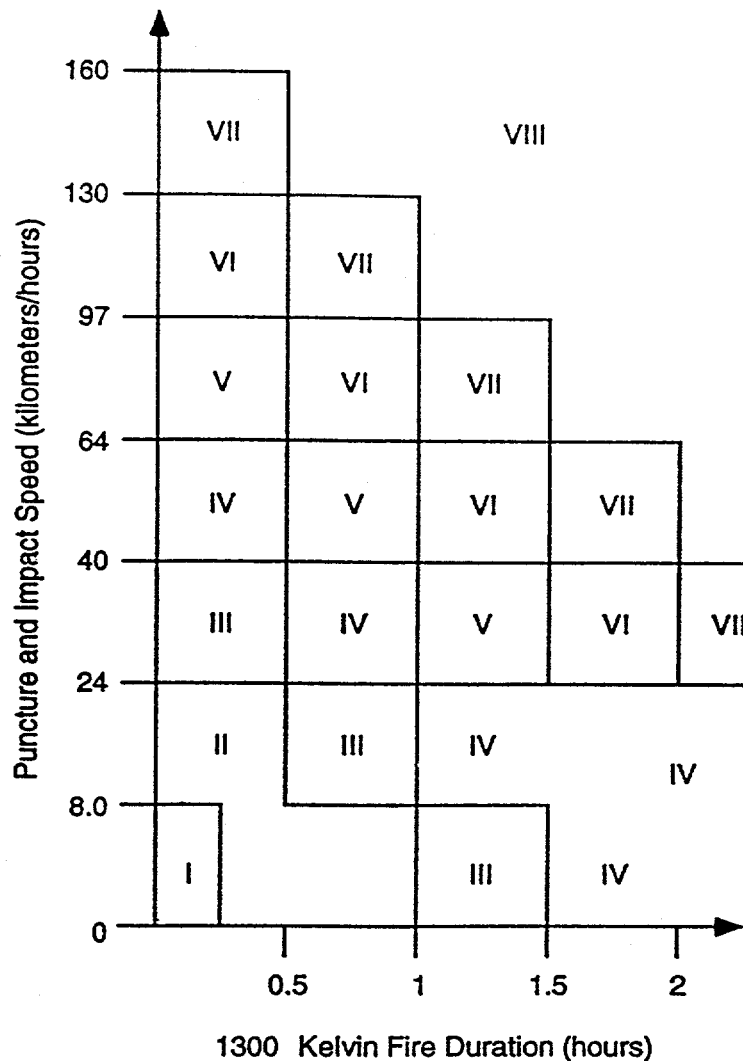 160
VII VIII
130
VI VII
97
V VI VII
64
IV V VI VII
40
III IV V VI VII
24
II III IV
IV
8.0
I III IV
0
0.5 1 1.5 2
1300 Kelvin Fire Duration (hours)
Puncture and Impact Speed (kilometers/hours)